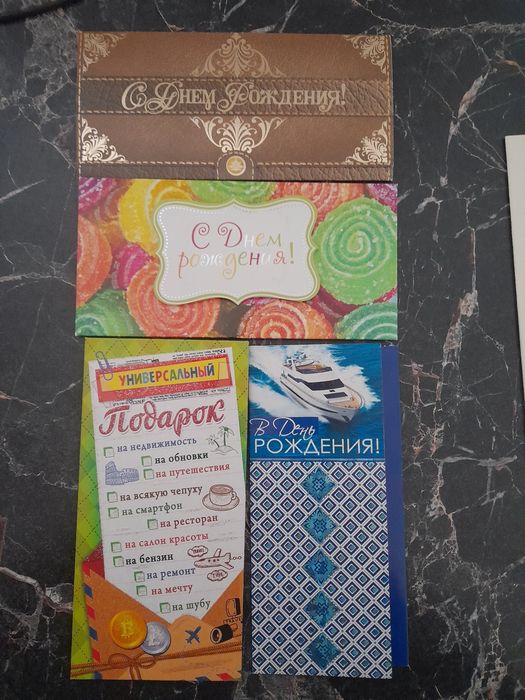 С Днем Рождения!
С Днем
рождения!
УНИВЕРСАЛЬНЫЙ
Подарок
на недвижимость
на обновки
на путешествия
на всякую чепуху
на смартфон
на ресторан
на салон красоты
на бензин
на ремонт
на мечту
на шубу
В День
РОЖДЕНИЯ!